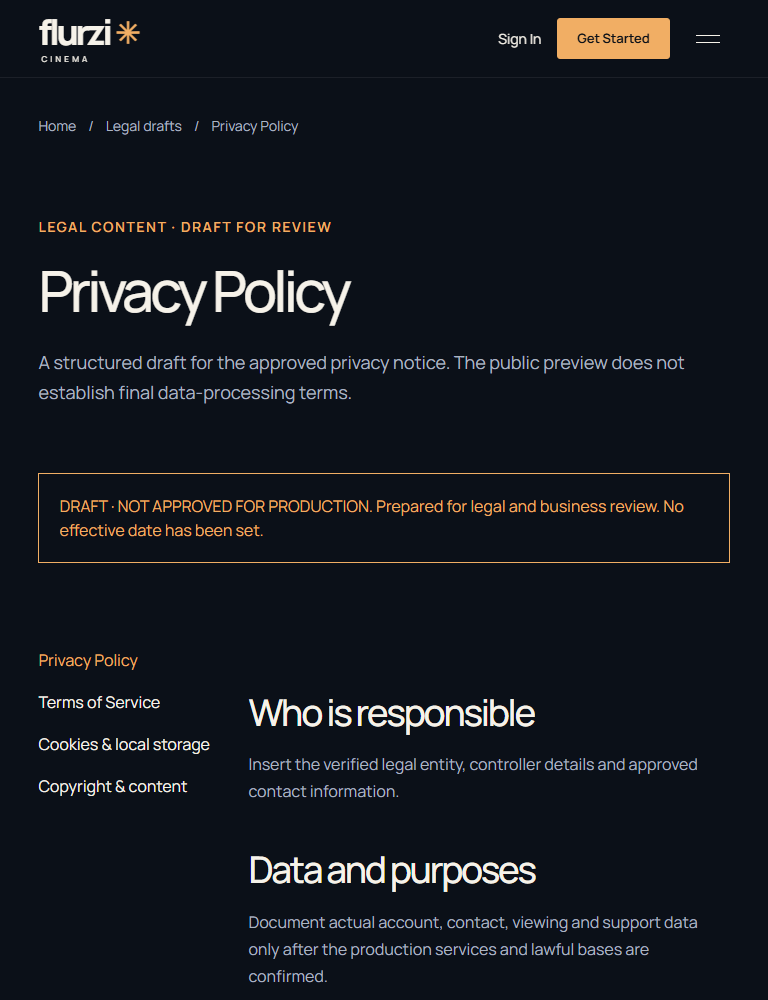 flurzi
CINEMA
Sign In
Get Started
Home / Legal drafts / Privacy Policy
LEGAL CONTENT · DRAFT FOR REVIEW
Privacy Policy
A structured draft for the approved privacy notice. The public preview does not
establish final data-processing terms.
DRAFT · NOT APPROVED FOR PRODUCTION. Prepared for legal and business review. No
effective date has been set.
Privacy Policy
Terms of Service
Cookies & local storage
Copyright & content
Who is responsible
Insert the verified legal entity, controller details and approved
contact information.
Data and purposes
Document actual account, contact, viewing and support data
only after the production services and lawful bases are
confirmed.